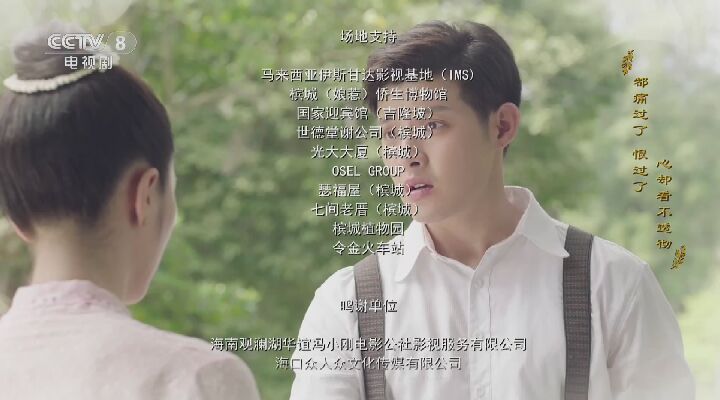 CCTV 8
电视剧
场地支持
马来西亚伊斯甘达影视基地（IMS）
槟城（娘惹）侨生博物馆
国家迎宾馆（吉隆坡）
世德堂谢公司（槟城）
光大大厦（槟城）
OSEL GROUP
瑟福屋（槟城）
七间老厝（槟城）
槟城植物园
令金火车站
鸣谢单位
海南观澜湖华谊冯小刚电影公社影视服务有限公司
海口众人众文化传媒有限公司
都痛过了 恨过了
心却看不透彻